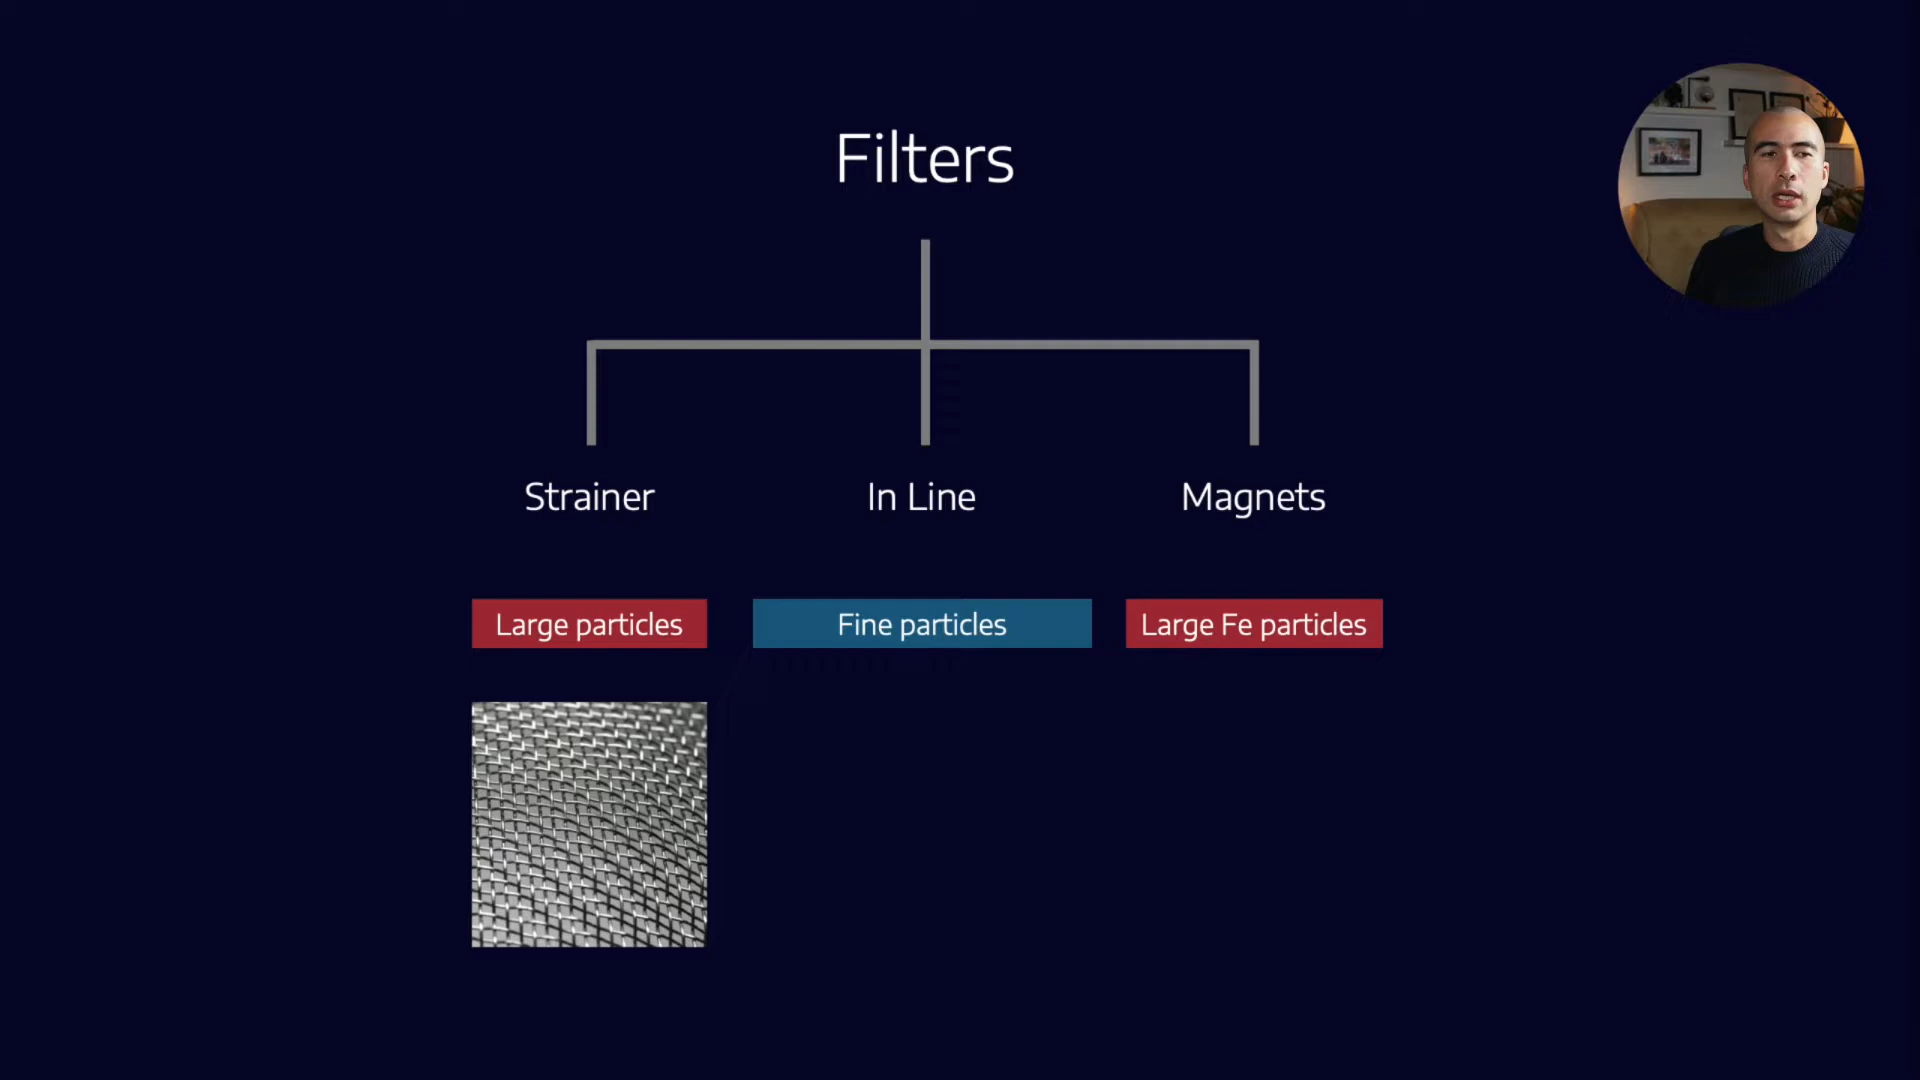 Filters
Strainer
In Line
Magnets
Large particles
Fine particles
Large Fe particles